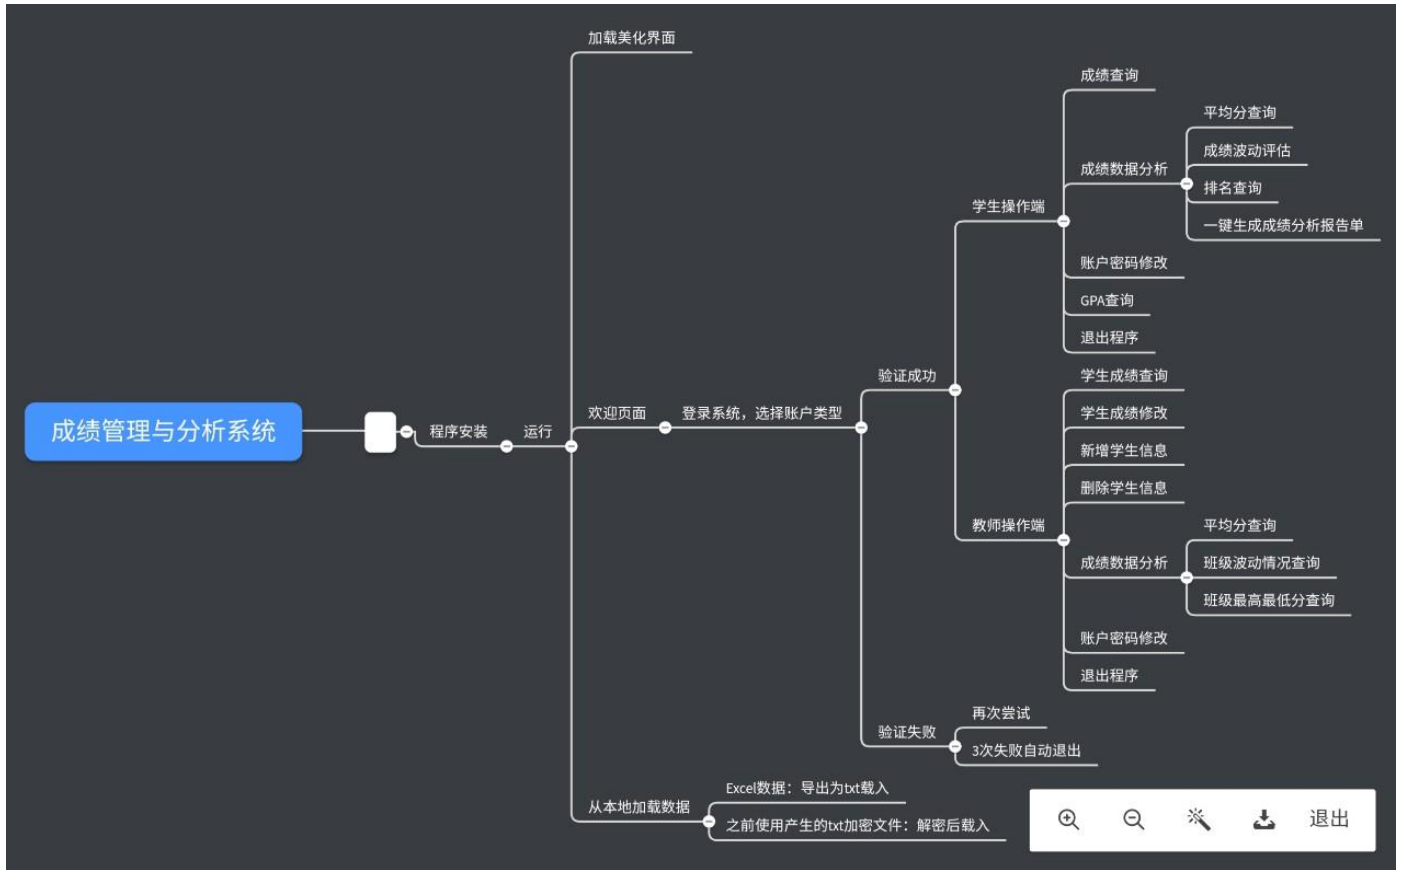 成绩管理与分析系统
程序安装
运行
加载美化界面
欢迎页面
登录系统，选择账户类型
验证成功
学生操作端
成绩查询
成绩数据分析
平均分查询
成绩波动评估
排名查询
一键生成成绩分析报告单
账户密码修改
GPA查询
退出程序
教师操作端
学生成绩查询
学生成绩修改
新增学生信息
删除学生信息
成绩数据分析
平均分查询
班级波动情况查询
班级最高最低分查询
账户密码修改
退出程序
验证失败
再次尝试
3次失败自动退出
从本地加载数据
Excel数据：导出为txt载入
之前使用产生的txt加密文件：解密后载入
退出